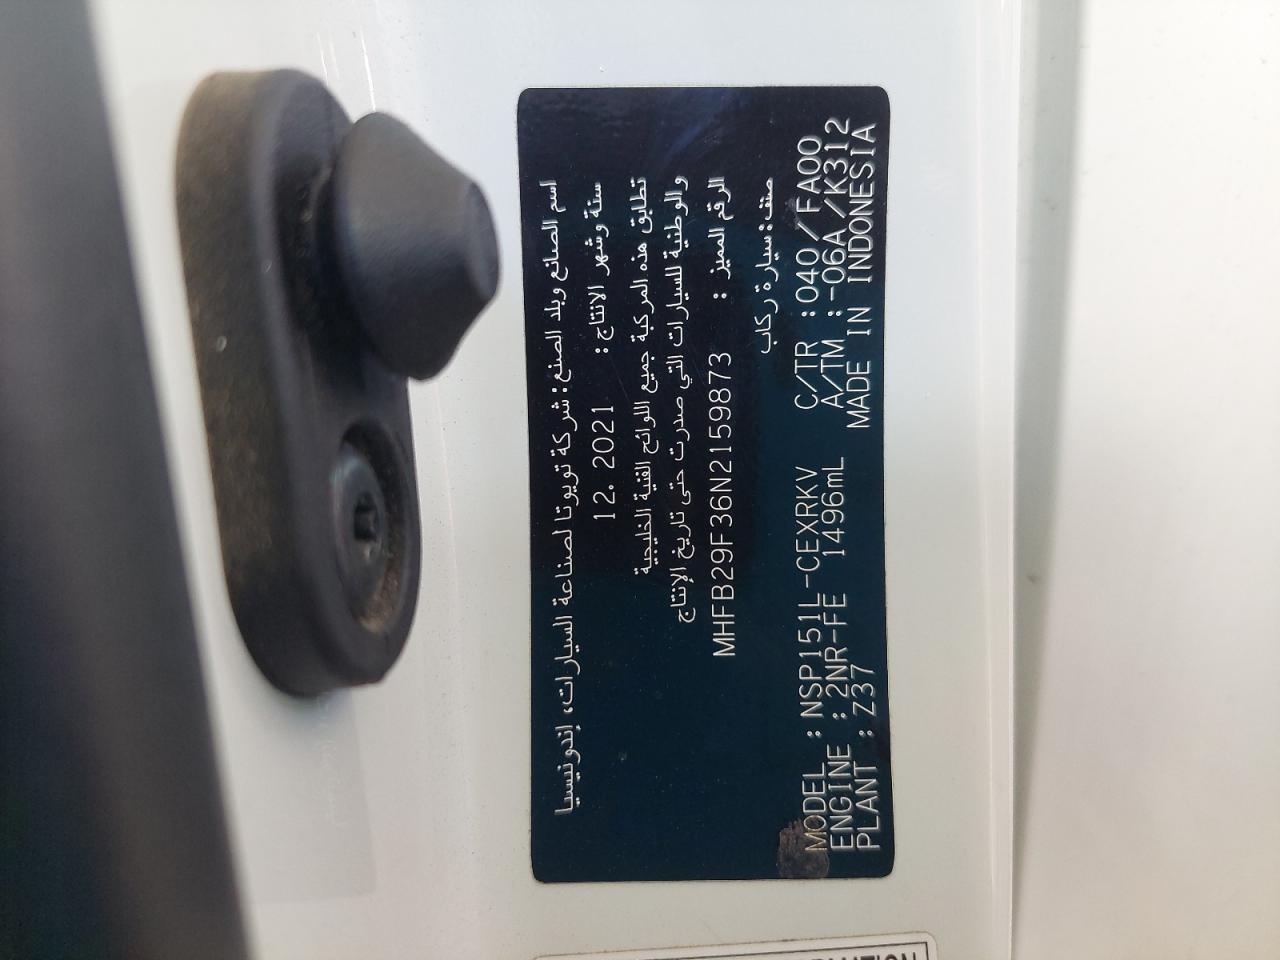 اسم الصانع وبلد الصنع: شركة تويوتا لصناعة السيارات، إندونيسيا
سنة وشهر الانتاج: 12. 2021
تطابق هذه المركبة جميع اللوائح الفنية الخليجية
والوطنية للسيارات التي صدرت حتى تاريخ الإنتاج
الرقم المميز : MHFB29F36N2159873
صنف: سيارة ركاب
MODEL : NSP151L-CEXRKV C/TR :040/FA00
ENGINE : 2NR-FE 1496mL A/TM :-06A/K312
PLANT : Z37 MADE IN INDONESIA